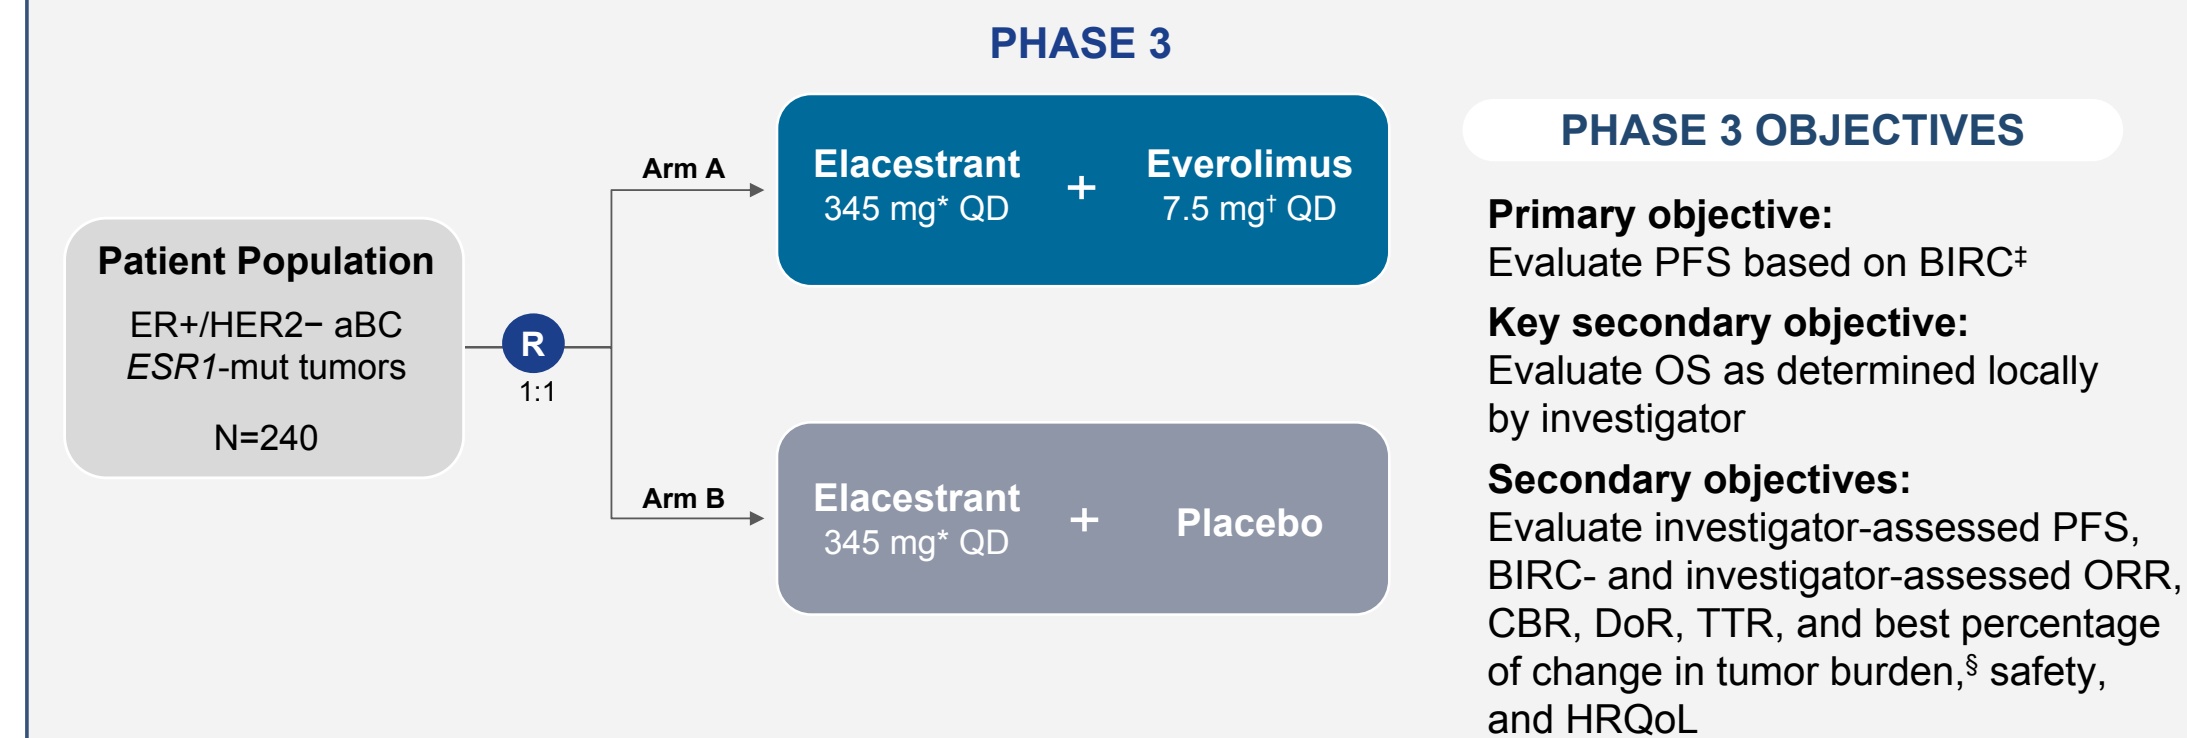 PHASE 3
Patient Population
ER+/HER2− aBC
ESR1-mut tumors
N=240
R
1:1
Arm A
Elacestrant
345 mg* QD
+
Everolimus
7.5 mg† QD
Arm B
Elacestrant
345 mg* QD
+
Placebo
PHASE 3 OBJECTIVES
Primary objective:
Evaluate PFS based on BIRC‡
Key secondary objective:
Evaluate OS as determined locally
by investigator
Secondary objectives:
Evaluate investigator-assessed PFS,
BIRC- and investigator-assessed ORR,
CBR, DoR, TTR, and best percentage
of change in tumor burden,§ safety,
and HRQoL